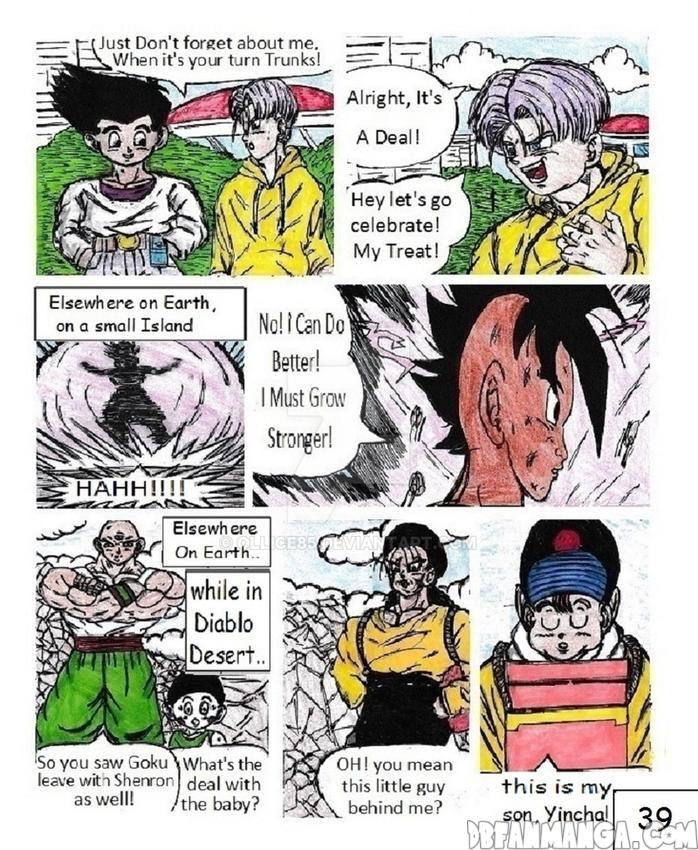 Just Don't forget about me,
When it's your turn Trunks!
Alright, It's
A Deal!
Hey let's go
celebrate!
My Treat!
Elsewhere on Earth,
on a small Island
HAHH!!!!
No! I Can Do
Better!
I Must Grow
Stronger!
Elsewhere
On Earth..
while in
Diablo
Desert..
So you saw Goku
leave with Shenron
as well!
What's the
deal with
the baby?
OH! you mean
this little guy
behind me?
this is my
son, Yincha!
39
DBFANMANGA.COM